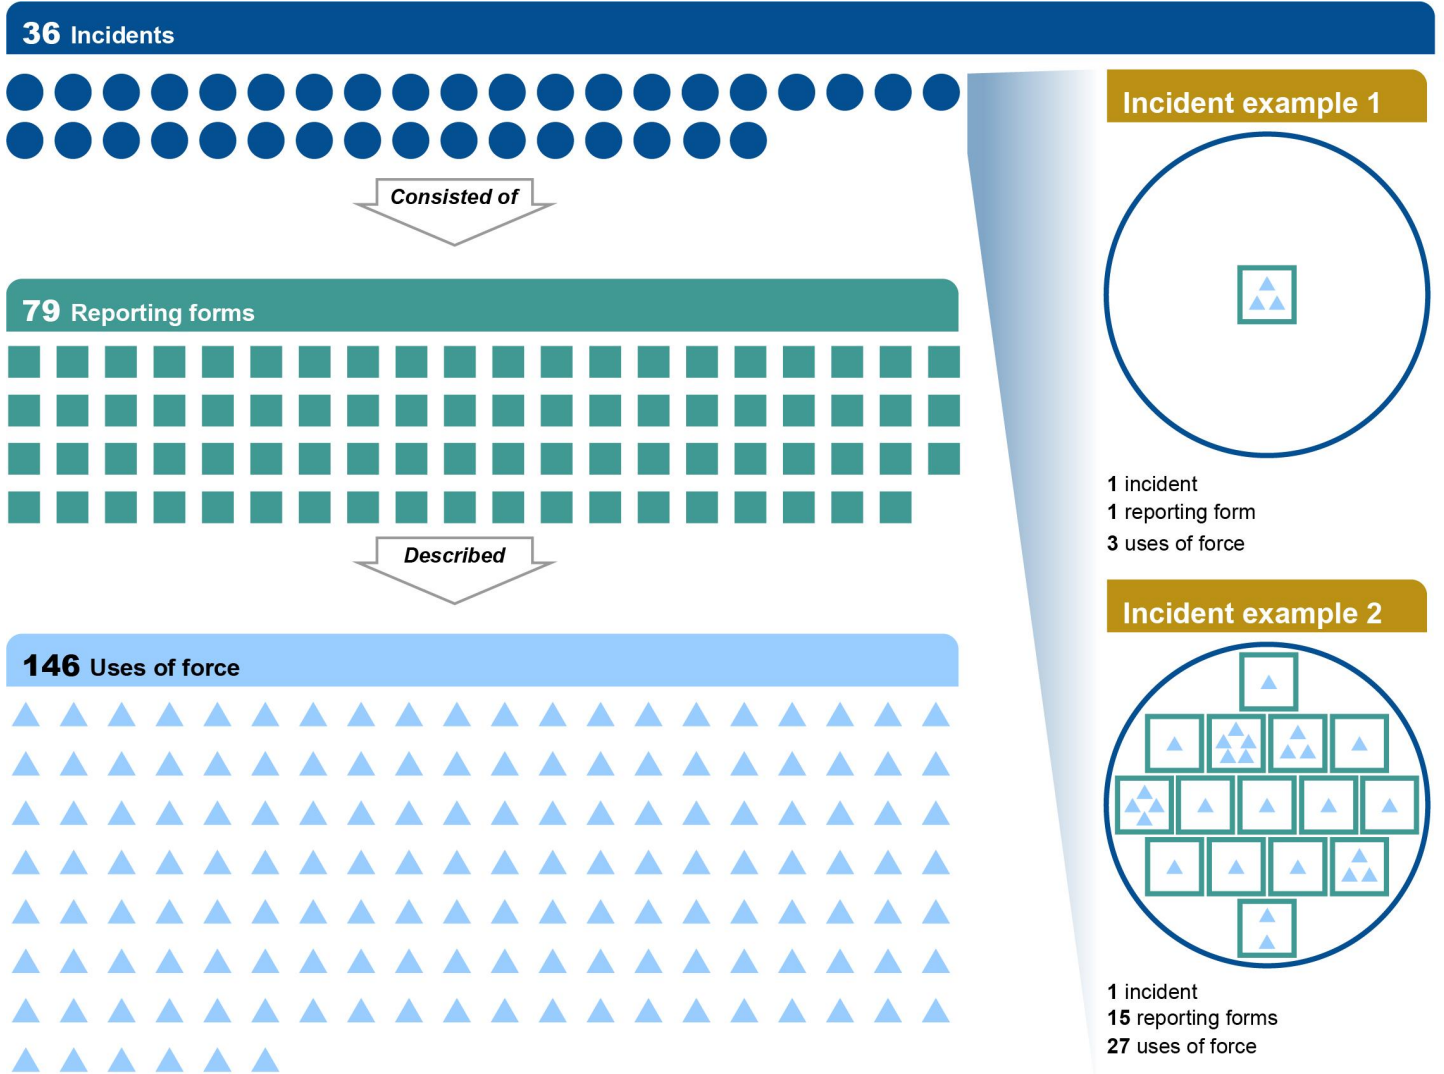 36 Incidents
Consisted of
79 Reporting forms
Described
146 Uses of force
Incident example 1
1 incident
1 reporting form
3 uses of force
Incident example 2
1 incident
15 reporting forms
27 uses of force